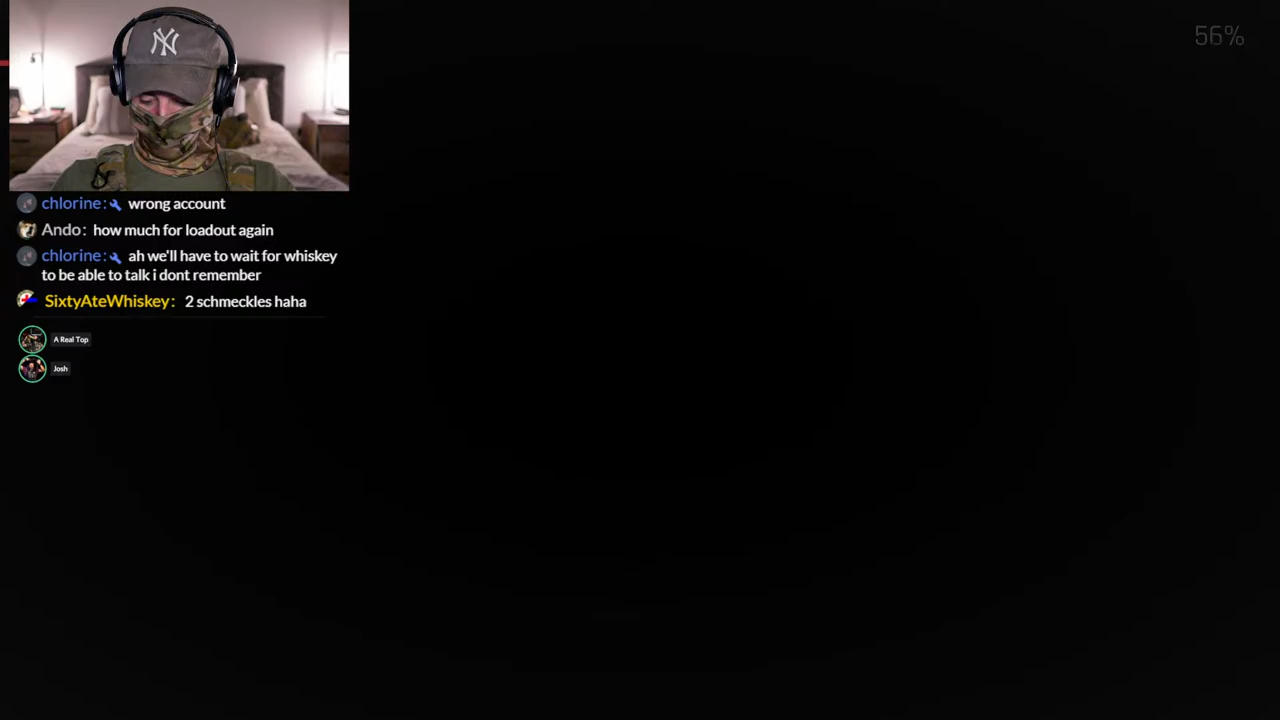 56%
NY
chlorine: wrong account
Ando: how much for loadout again
chlorine: ah we'll have to wait for whiskey
to be able to talk i dont remember
SixtyAteWhiskey: 2 schmeckles haha
A Real Top
Josh